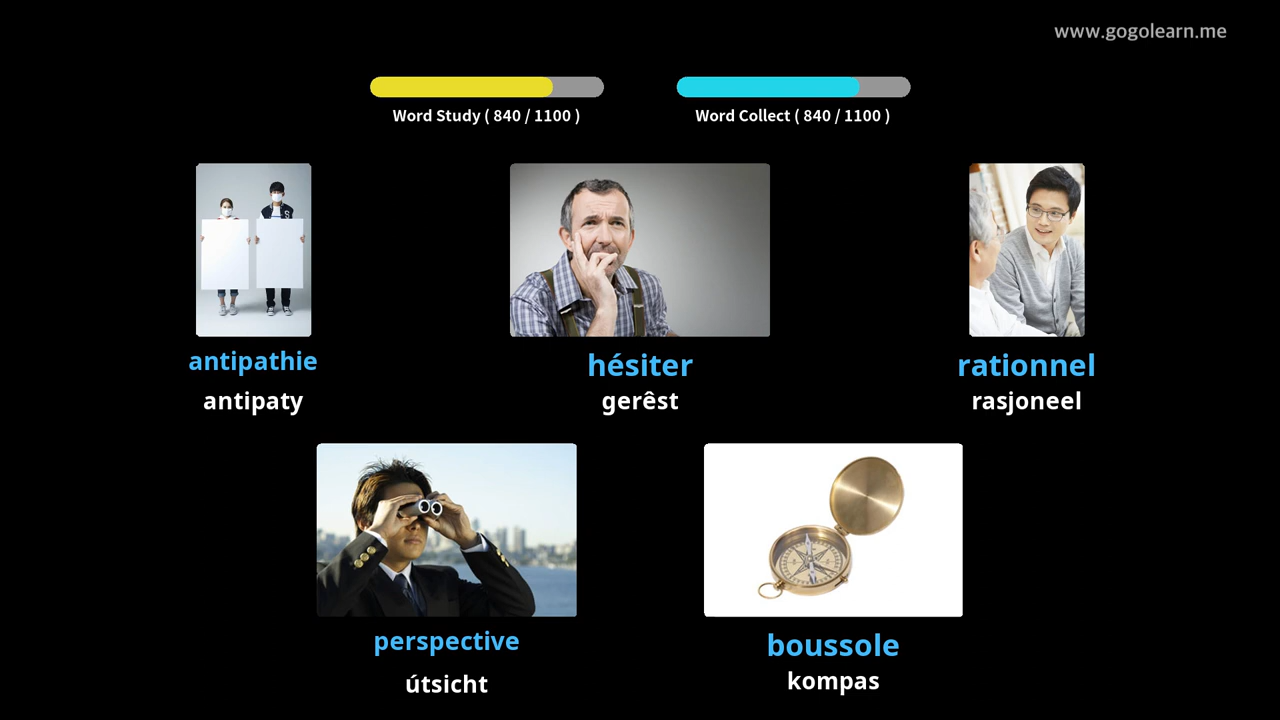 www.gogolearn.me
Word Study ( 840 / 1100 )
Word Collect ( 840 / 1100 )
antipathie
antipaty
hésiter
gerêst
rationnel
rasjoneel
perspective
útsicht
boussole
kompas